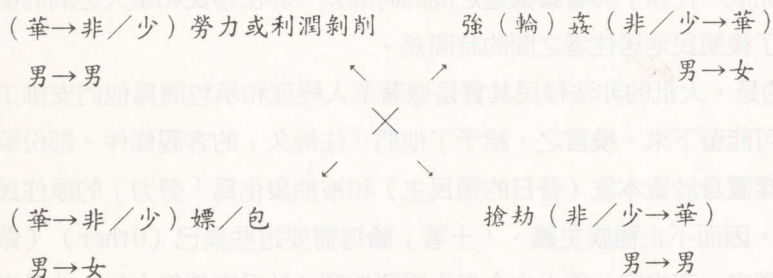 (華→非／少)勞力或利潤剝削
男→男
強(輪)姦(非／少→華)
男→女
(華→非／少)嫖／包
男→女
搶劫(非／少→華)
男→男